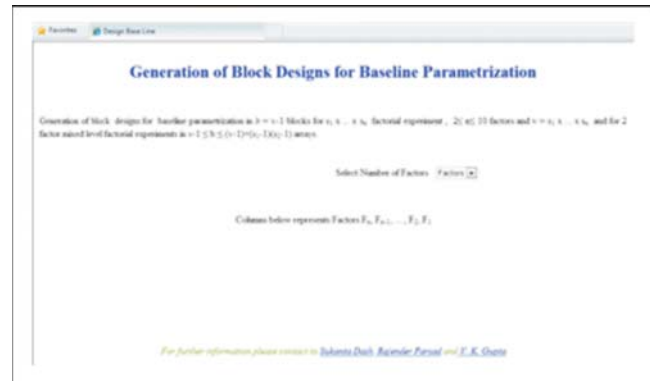 Favorites Design Base Line
Generation of Block Designs for Baseline Parametrization
Generation of block designs for baseline parametrization in b = v-1 blocks for s₁ x ... x sₙ factorial experiment , 2≤ n≤ 10 factors and v = s₁ x ... x sₙ and for 2
factor mixed level factorial experiments in v-1 ≤ b ≤ (v-1)+(s₁-1)(s₂-1) arrays.
Select Number of Factors Factors
Columns below represents Factors Fₙ, Fₙ₋₁, ... , F₂, F₁
For further information please contact to Sukanta Dash, Rajender Parsad and V. K. Gupta